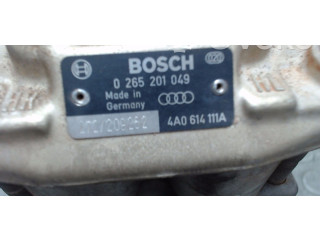 BOSCH
0 265 201 049
Made in
Germany
4A0 614 111A